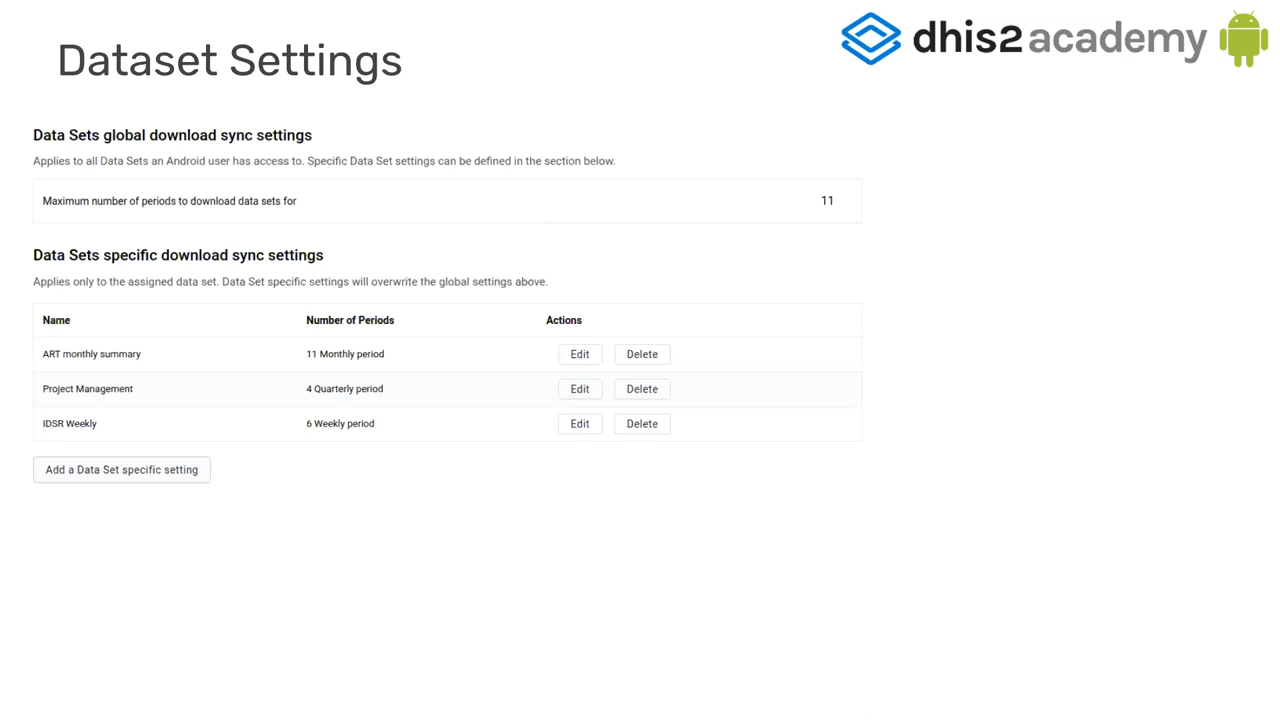 Dataset Settings
dhis2 academy
Data Sets global download sync settings
Applies to all Data Sets an Android user has access to. Specific Data Set settings can be defined in the section below.
Maximum number of periods to download data sets for 11
Data Sets specific download sync settings
Applies only to the assigned data set. Data Set specific settings will overwrite the global settings above.
Name Number of Periods Actions
ART monthly summary 11 Monthly period Edit Delete
Project Management 4 Quarterly period Edit Delete
IDSR Weekly 6 Weekly period Edit Delete
Add a Data Set specific setting